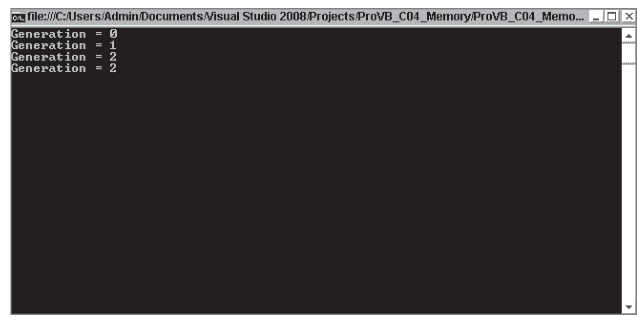 file:///C:/Users/Admin/Documents/Visual Studio 2008/Projects/ProVB_C04_Memory/ProVB_C04_Memo...
Generation = 0
Generation = 1
Generation = 2
Generation = 2